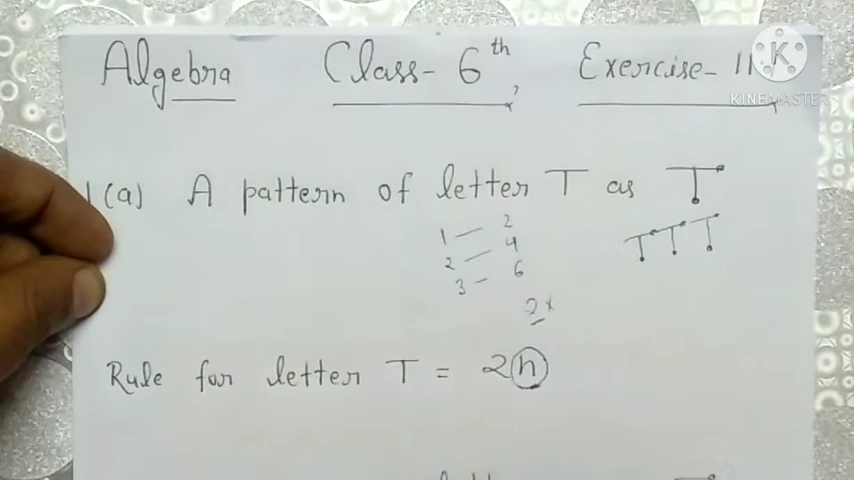 Algebra Class- 6th, Exercise- 11
K
KINEMASTER
1(a) A pattern of letter T as T
1 — 2
2 — 4
3 - 6
2×
T T T
Rule for letter T = 2n